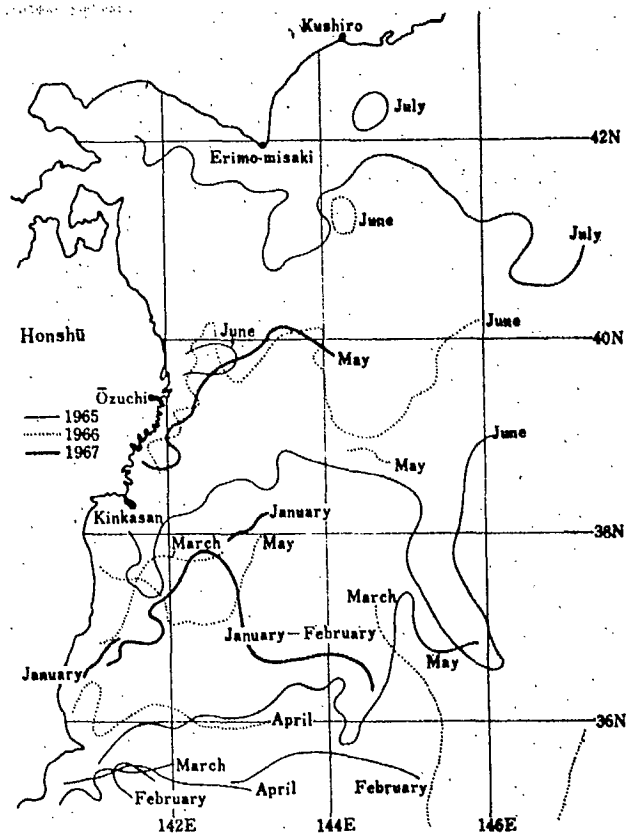 Kushiro
July
42N
Erimo-misaki
June
July
June
June
40N
Honshū
May
Ōzuchi
1965
1966
1967
June
May
January
Kinkasan
38N
March
May
March
January－February
May
January
April
36N
March
April
February
February
142E
144E
146E